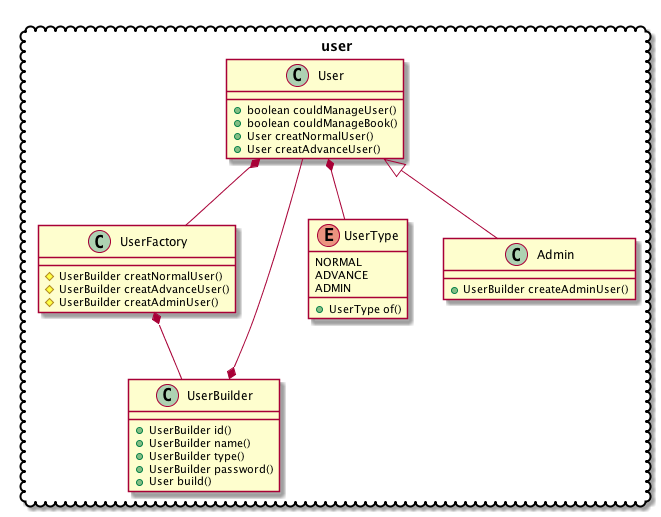 user
C User
boolean couldManageUser()
boolean couldManageBook()
User creatNormalUser()
User creatAdvanceUser()
C UserFactory
UserBuilder creatNormalUser()
UserBuilder creatAdvanceUser()
UserBuilder creatAdminUser()
E UserType
NORMAL
ADVANCE
ADMIN
UserType of()
C Admin
UserBuilder createAdminUser()
C UserBuilder
UserBuilder id()
UserBuilder name()
UserBuilder type()
UserBuilder password()
User build()